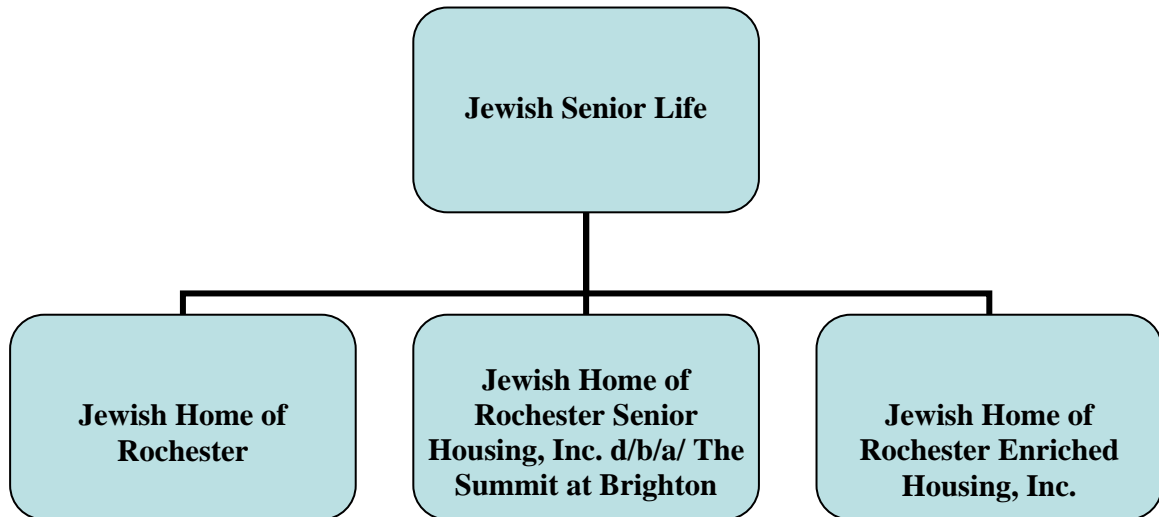 Jewish Senior Life
Jewish Home of
Rochester
Jewish Home of
Rochester Senior
Housing, Inc. d/b/a/ The
Summit at Brighton
Jewish Home of
Rochester Enriched
Housing, Inc.